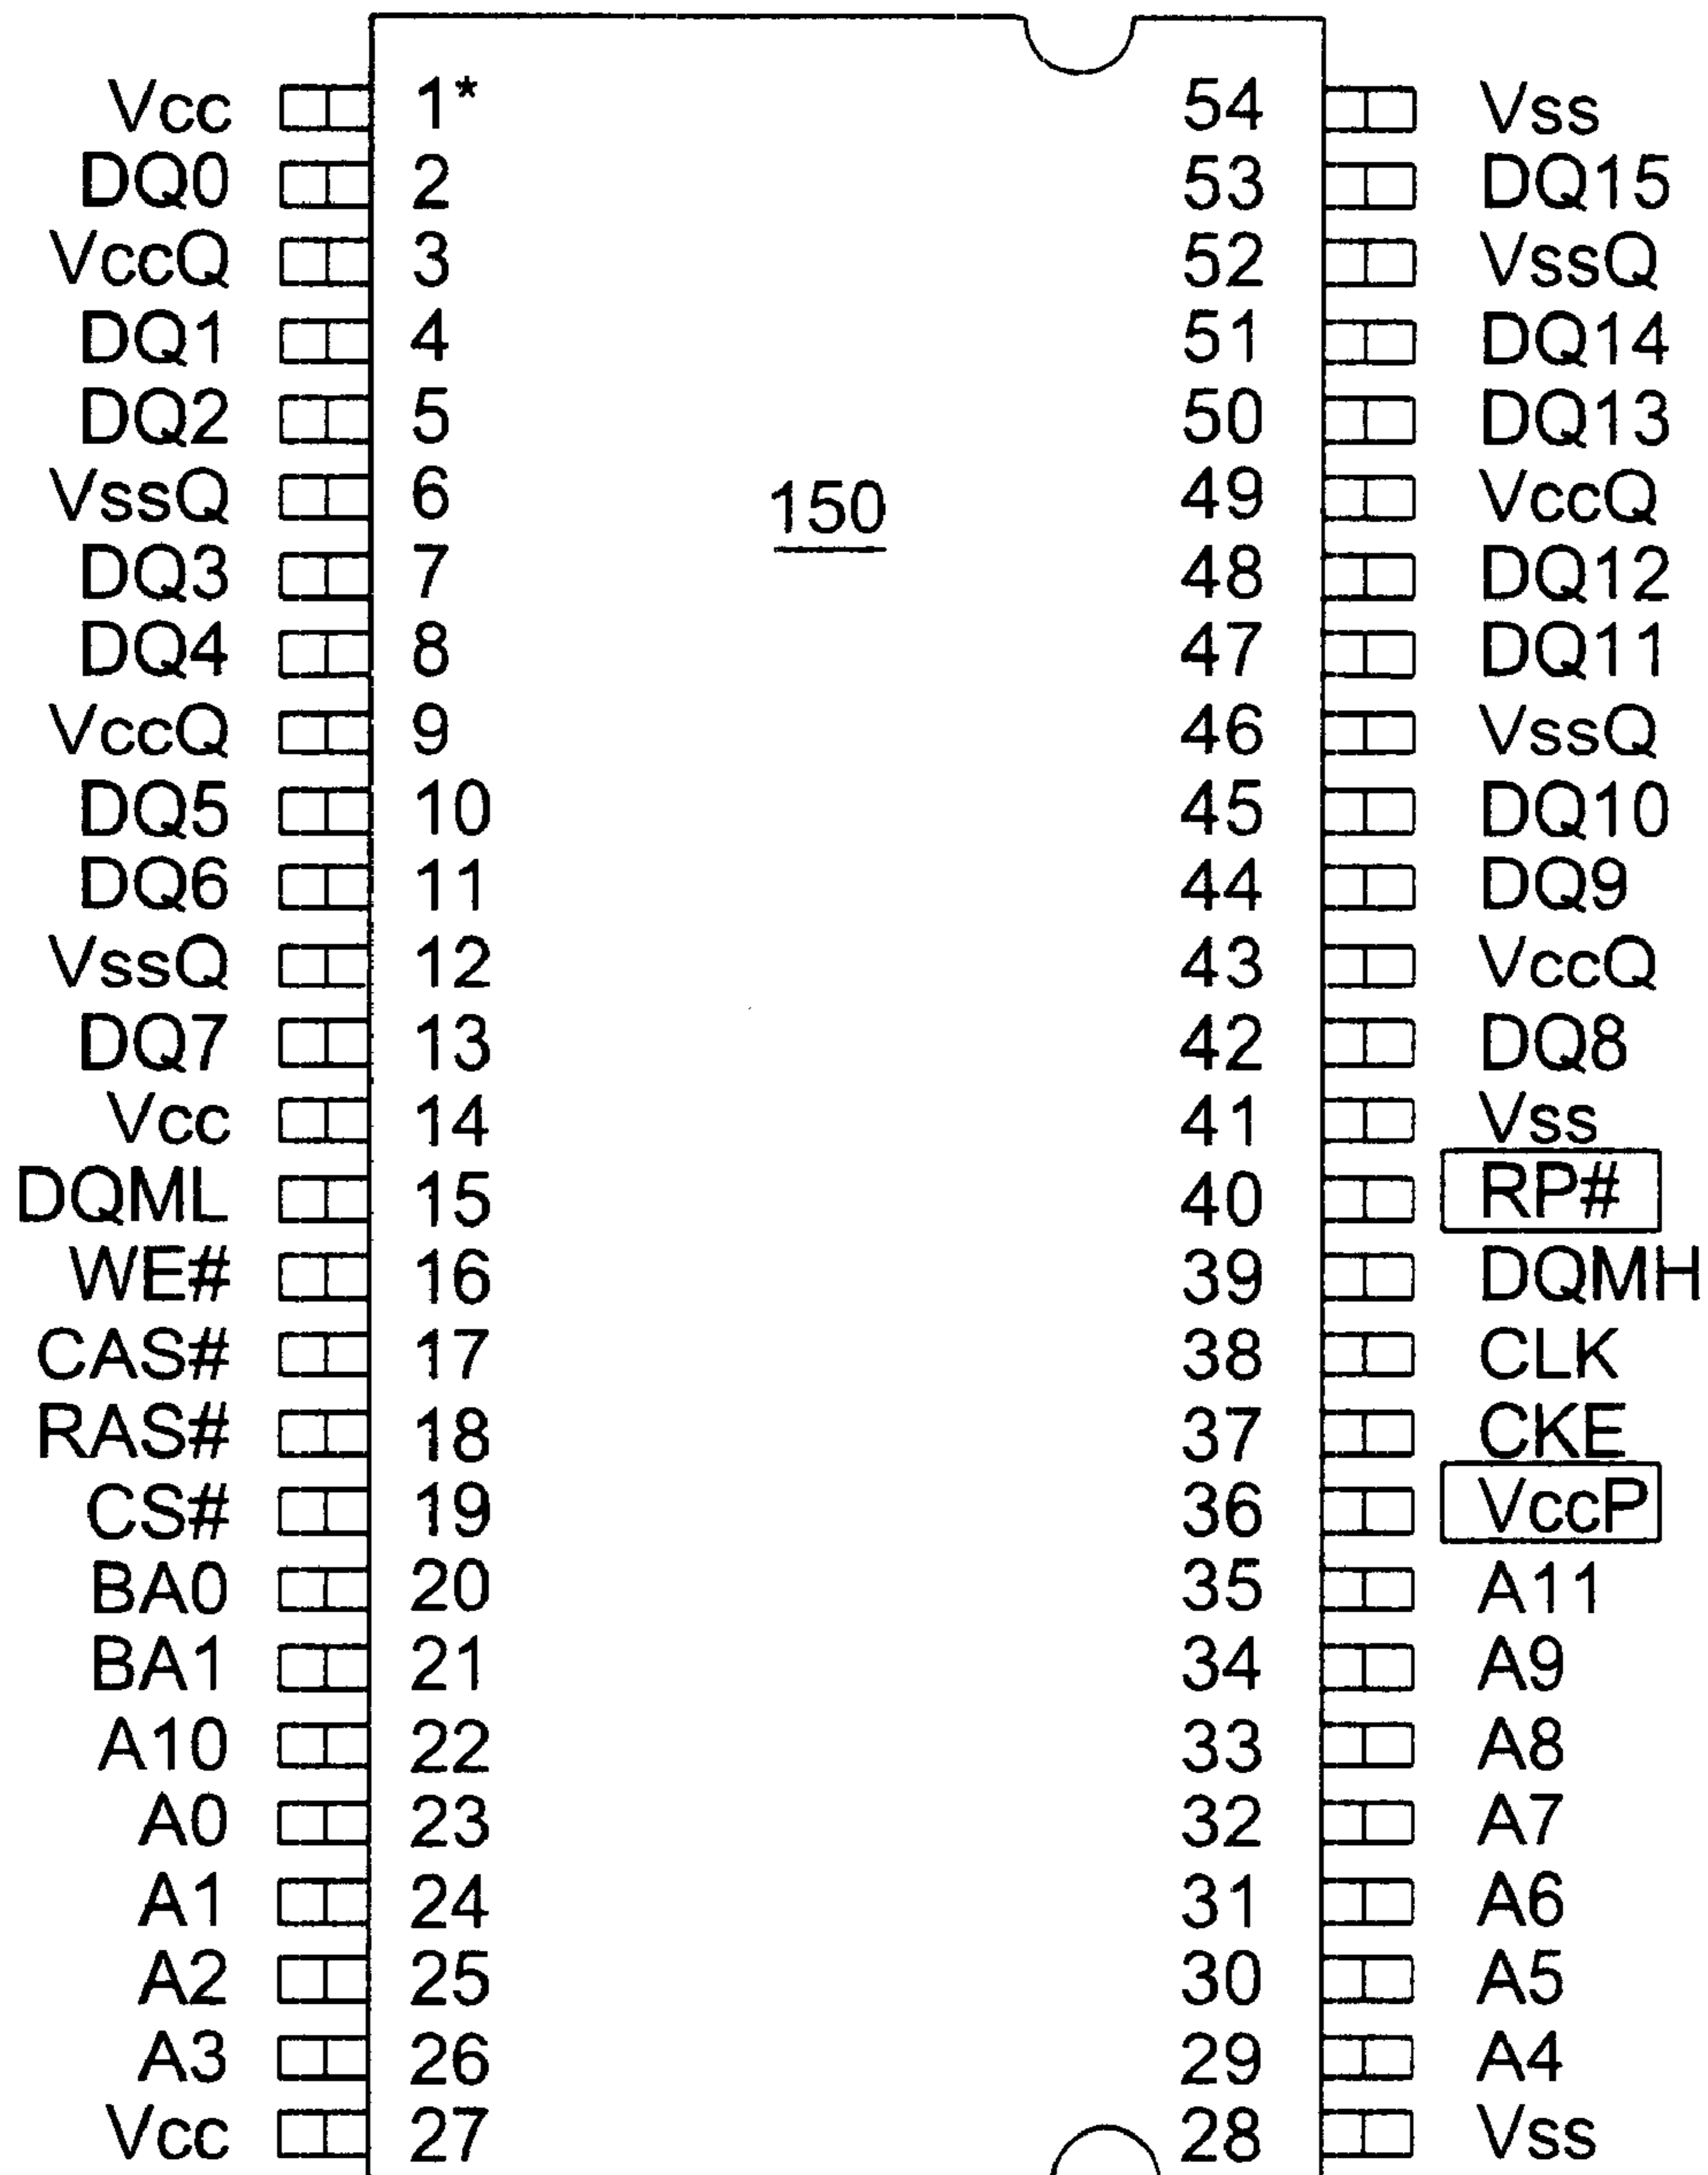 Vcc 1* 54 Vss
DQ0 2 53 DQ15
VccQ 3 52 VssQ
DQ1 4 51 DQ14
DQ2 5 50 DQ13
VssQ 6 150 49 VccQ
DQ3 7 48 DQ12
DQ4 8 47 DQ11
VccQ 9 46 VssQ
DQ5 10 45 DQ10
DQ6 11 44 DQ9
VssQ 12 43 VccQ
DQ7 13 42 DQ8
Vcc 14 41 Vss
DQML 15 40 RP#
WE# 16 39 DQMH
CAS# 17 38 CLK
RAS# 18 37 CKE
CS# 19 36 VccP
BA0 20 35 A11
BA1 21 34 A9
A10 22 33 A8
A0 23 32 A7
A1 24 31 A6
A2 25 30 A5
A3 26 29 A4
Vcc 27 28 Vss